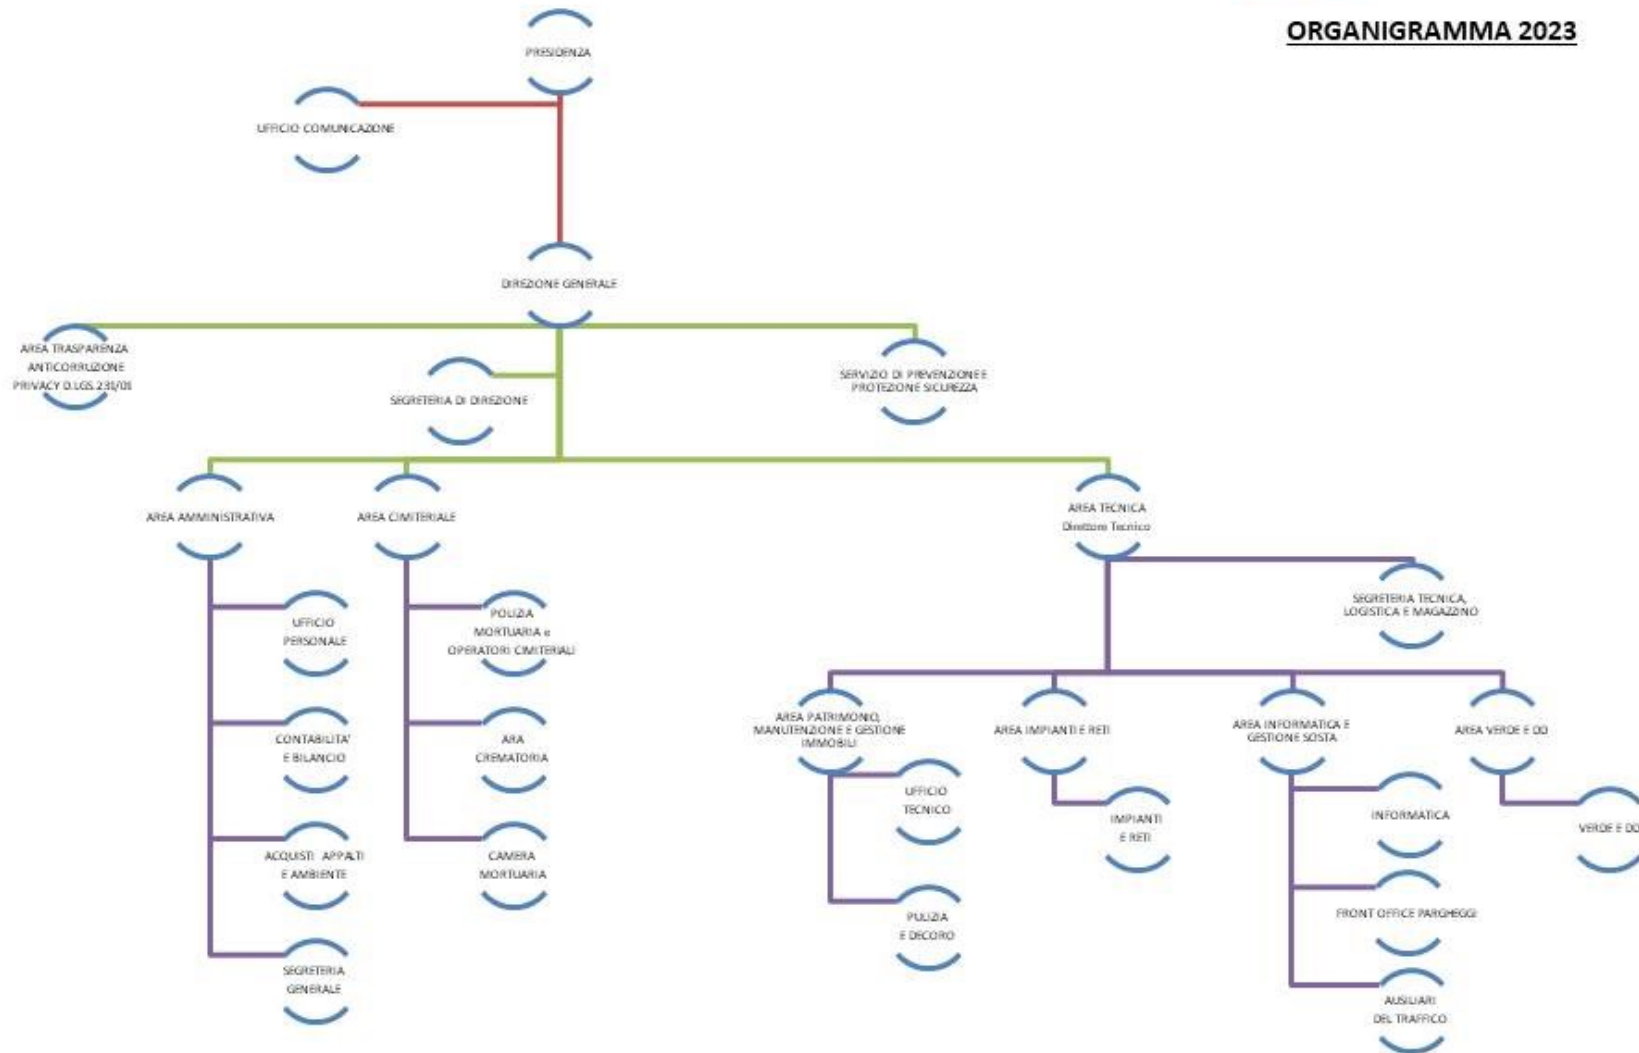 ORGANIGRAMMA 2023
PRESIDENZA
UFFICIO COMUNICAZIONE
DIREZIONE GENERALE
AREA TRASPARENZA
ANTICORRUZIONE
PRIVACY D.LGS. 231/01
SEGRETERIA DI DIREZIONE
SERVIZIO DI PREVENZIONE E
PROTEZIONE SICUREZZA
AREA AMMINISTRATIVA
AREA CIMITERIALE
AREA TECNICA
Direttore Tecnico
SEGRETERIA TECNICA,
LOGISTICA E MAGAZZINO
UFFICIO
PERSONALE
CONTABILITA'
E BILANCIO
ACQUISTI APPALTI
E AMBIENTE
SEGRETERIA
GENERALE
POLIZIA
MORTUARIA e
OPERATORI CIMITERIALI
ARA
CREMATORIA
CAMERA
MORTUARIA
AREA PATRIMONIO,
MANUTENZIONE E GESTIONE
IMMOBILI
UFFICIO
TECNICO
PULIZIA
E DECORO
AREA IMPIANTI E RETI
IMPIANTI
E RETI
AREA INFORMATICA E
GESTIONE SOSTA
INFORMATICA
FRONT OFFICE PARGHEGGI
AUSILIARI
DEL TRAFFICO
AREA VERDE E DD
VERDE E DD